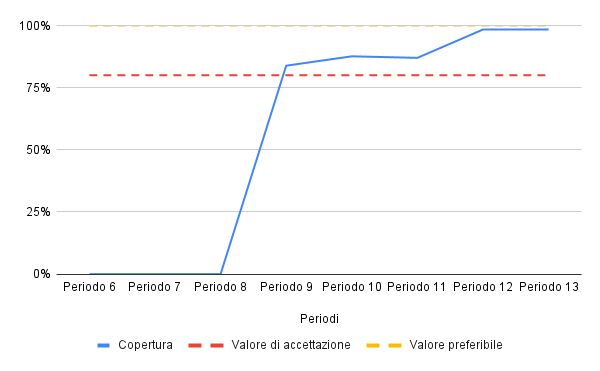 100%
75%
50%
25%
0%
Periodo 6 Periodo 7 Periodo 8 Periodo 9 Periodo 10 Periodo 11 Periodo 12 Periodo 13
Periodi
Copertura Valore di accettazione Valore preferibile